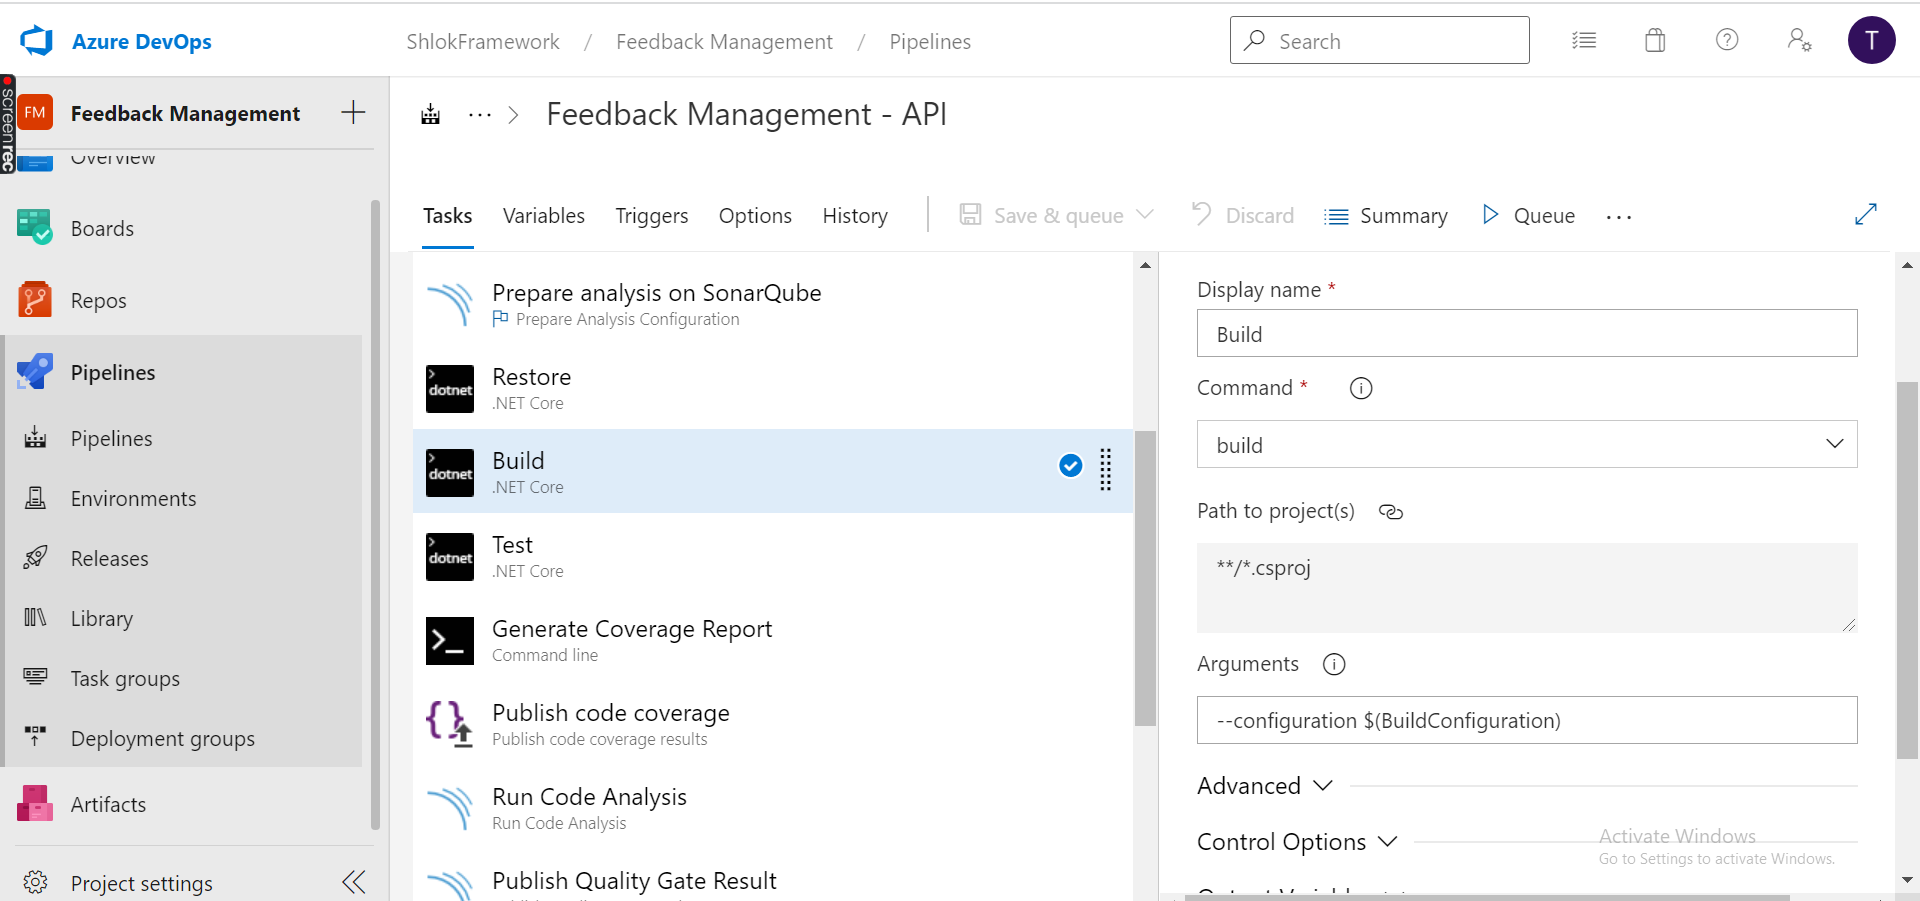 Azure DevOps
ShlokFramework / Feedback Management / Pipelines
Search
T
screenrec
FM
Feedback Management
Overview
Boards
Repos
Pipelines
Pipelines
Environments
Releases
Library
Task groups
Deployment groups
Artifacts
Project settings
... > Feedback Management - API
Tasks
Variables
Triggers
Options
History
Save & queue
Discard
Summary
Queue
...
Prepare analysis on SonarQube
Prepare Analysis Configuration
dotnet
Restore
.NET Core
dotnet
Build
.NET Core
dotnet
Test
.NET Core
Generate Coverage Report
Command line
Publish code coverage
Publish code coverage results
Run Code Analysis
Run Code Analysis
Publish Quality Gate Result
Display name *
Build
Command *
build
Path to project(s)
**/*.csproj
Arguments
--configuration $(BuildConfiguration)
Advanced
Control Options
Activate Windows
Go to Settings to activate Windows.